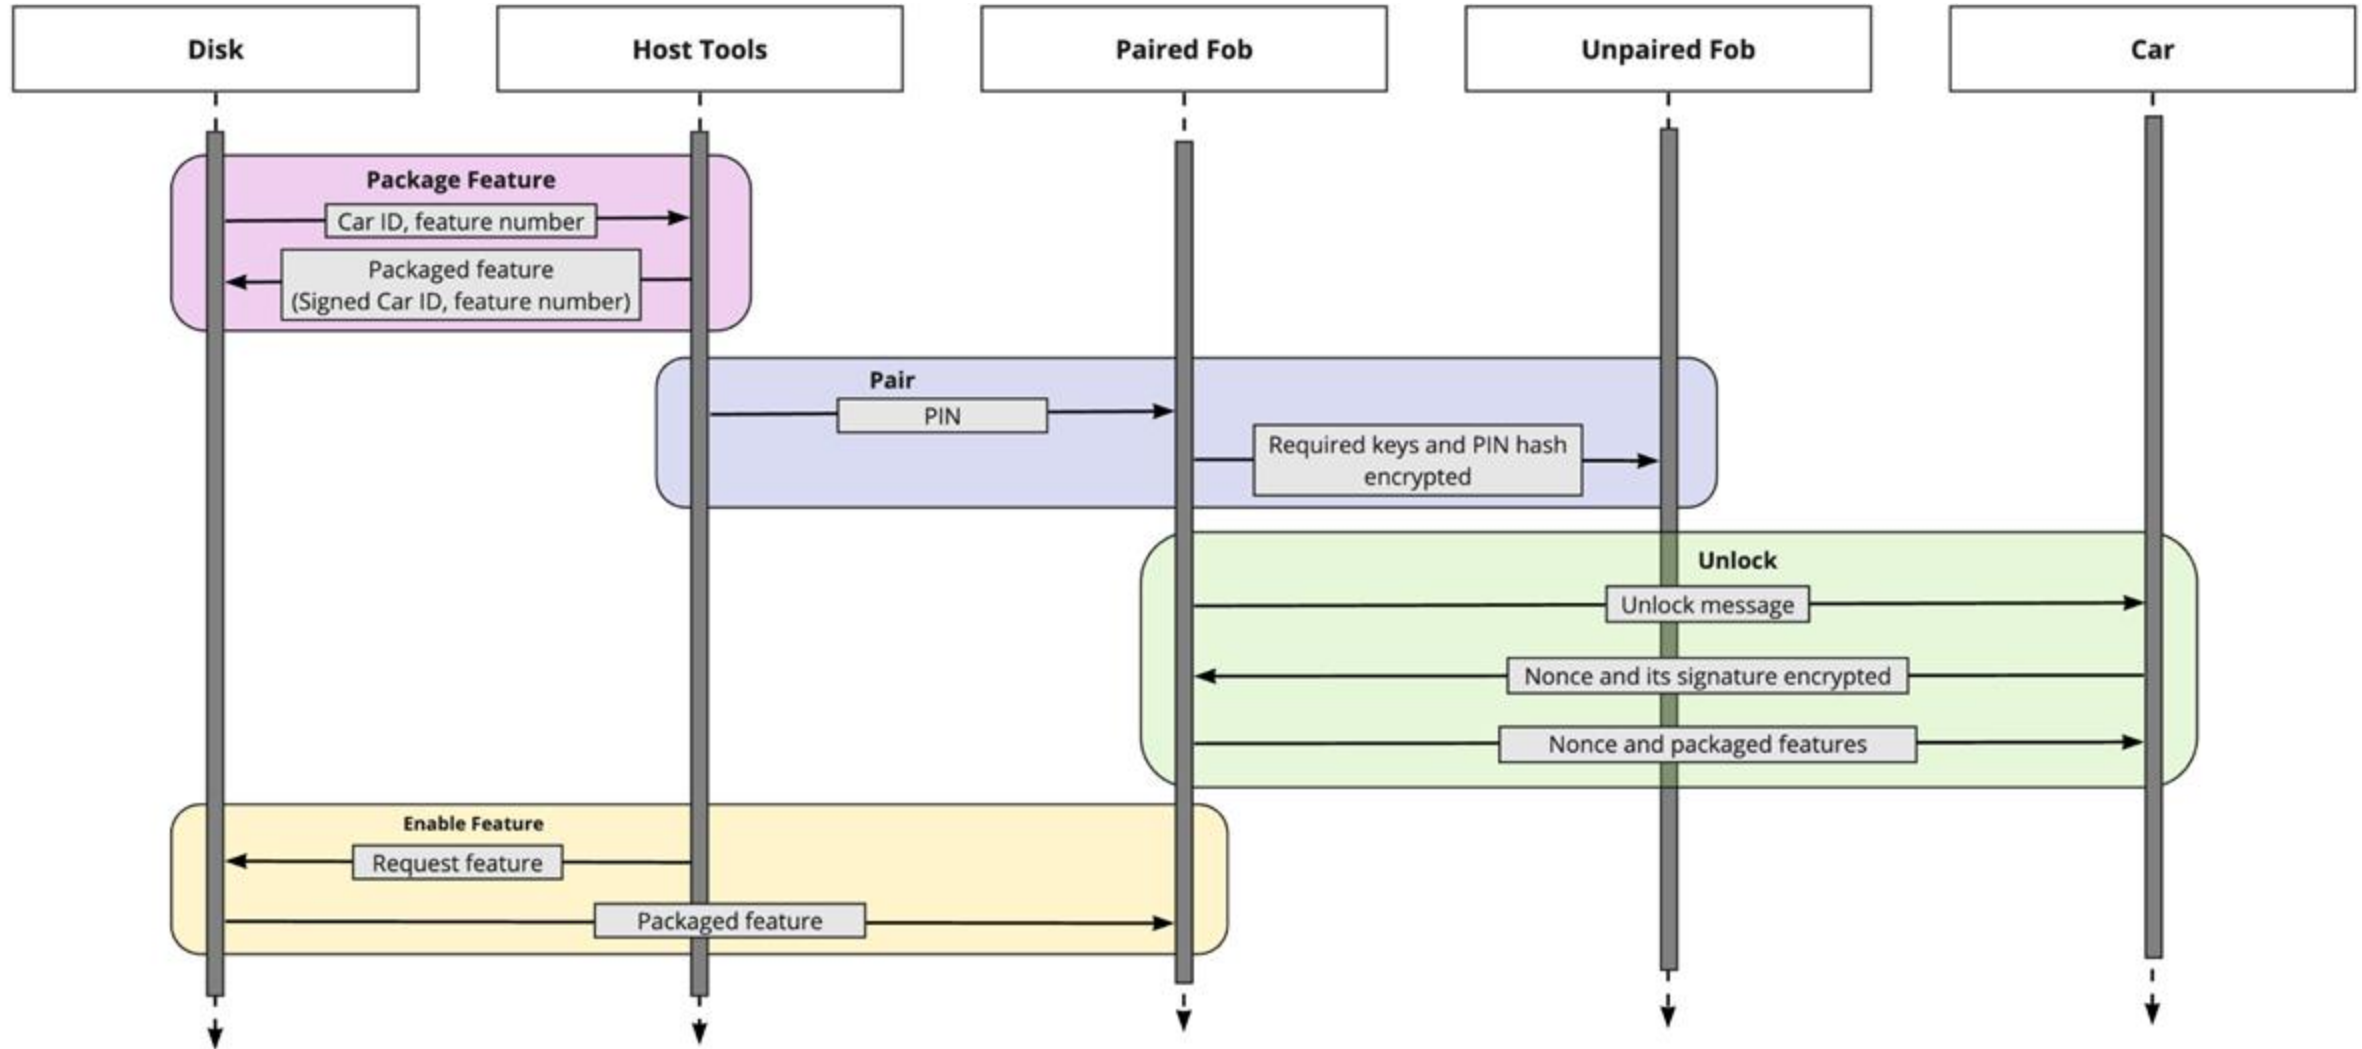 Disk
Host Tools
Paired Fob
Unpaired Fob
Car
Package Feature
Car ID, feature number
Packaged feature
(Signed Car ID, feature number)
Pair
PIN
Required keys and PIN hash
encrypted
Unlock
Unlock message
Nonce and its signature encrypted
Nonce and packaged features
Enable Feature
Request feature
Packaged feature